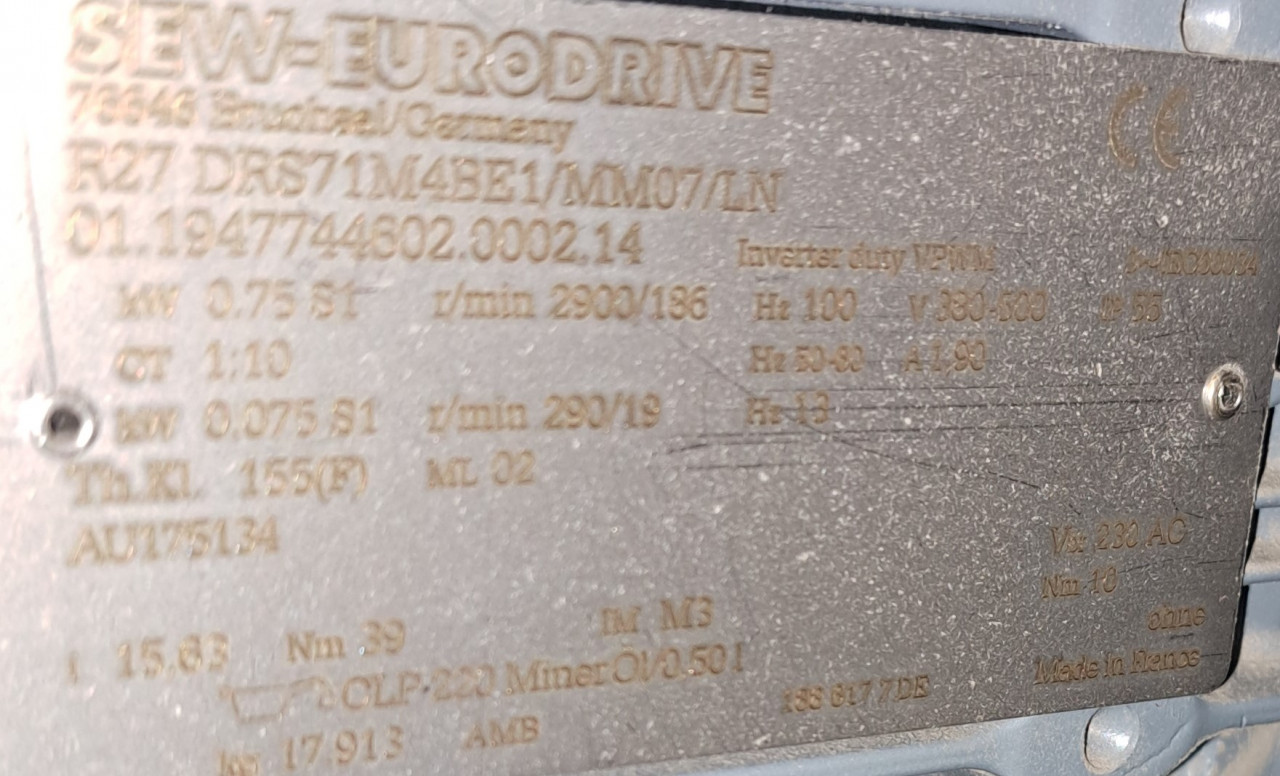 SEW-EURODRIVE
76646 Bruchsal/Germany
R27 DRS71M4BE1/MM07/LN
01.1947744602.0002.14
Inverter duty VPWM
kW 0.75 S1 r/min 2900/186 Hz 100 V 380-500 IP 55
CT 1:10 Hz 50-60 A 1,90
kW 0.075 S1 r/min 290/19 Hz 13
Th.Kl. 155(F) ML 02
AU175134
Vbr 230 AC
Nm 10
i 15.63 Nm 39 IM M3
ohne
CLP 220 Miner.Öl/0.50 l
Made in France
kg 17.913 AMB 188 617 7DE
CE